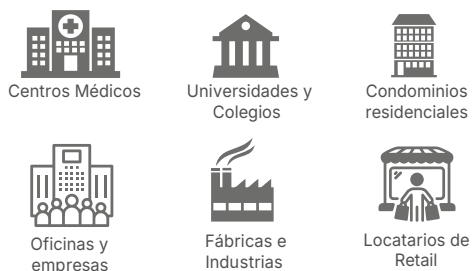 Centros Médicos
Universidades y
Colegios
Condominios
residenciales
Oficinas y
empresas
Fábricas e
Industrias
Locatarios de
Retail